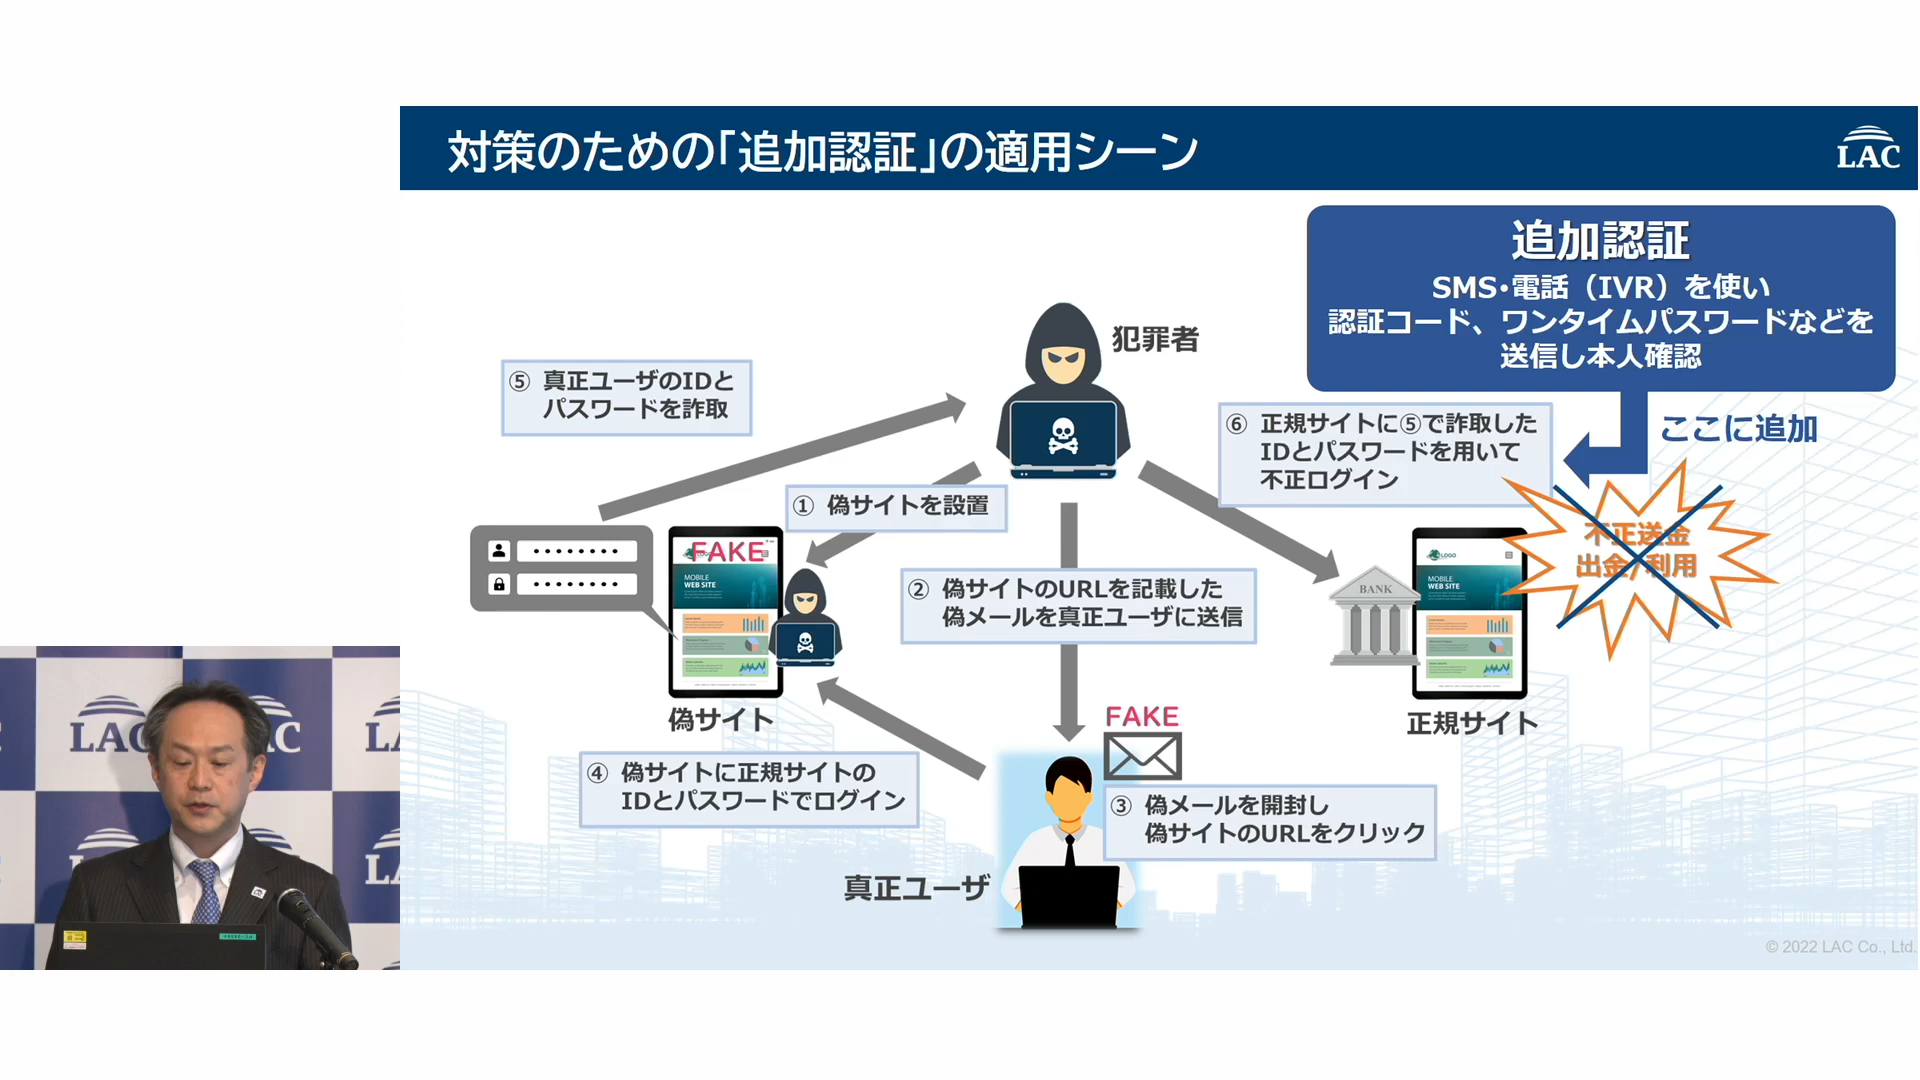 対策のための「追加認証」の適用シーン
LAC
追加認証
SMS・電話（IVR）を使い
認証コード、ワンタイムパスワードなどを
送信し本人確認
ここに追加
犯罪者
⑤ 真正ユーザのIDと
パスワードを詐取
⑥ 正規サイトに⑤で詐取した
IDとパスワードを用いて
不正ログイン
① 偽サイトを設置
不正送金
出金/利用
FAKE
LOGO
MOBILE
WEB SITE
② 偽サイトのURLを記載した
偽メールを真正ユーザに送信
BANK
LOGO
MOBILE
WEB SITE
偽サイト
正規サイト
FAKE
④ 偽サイトに正規サイトの
IDとパスワードでログイン
③ 偽メールを開封し
偽サイトのURLをクリック
真正ユーザ
LAC
© 2022 LAC Co., Ltd.